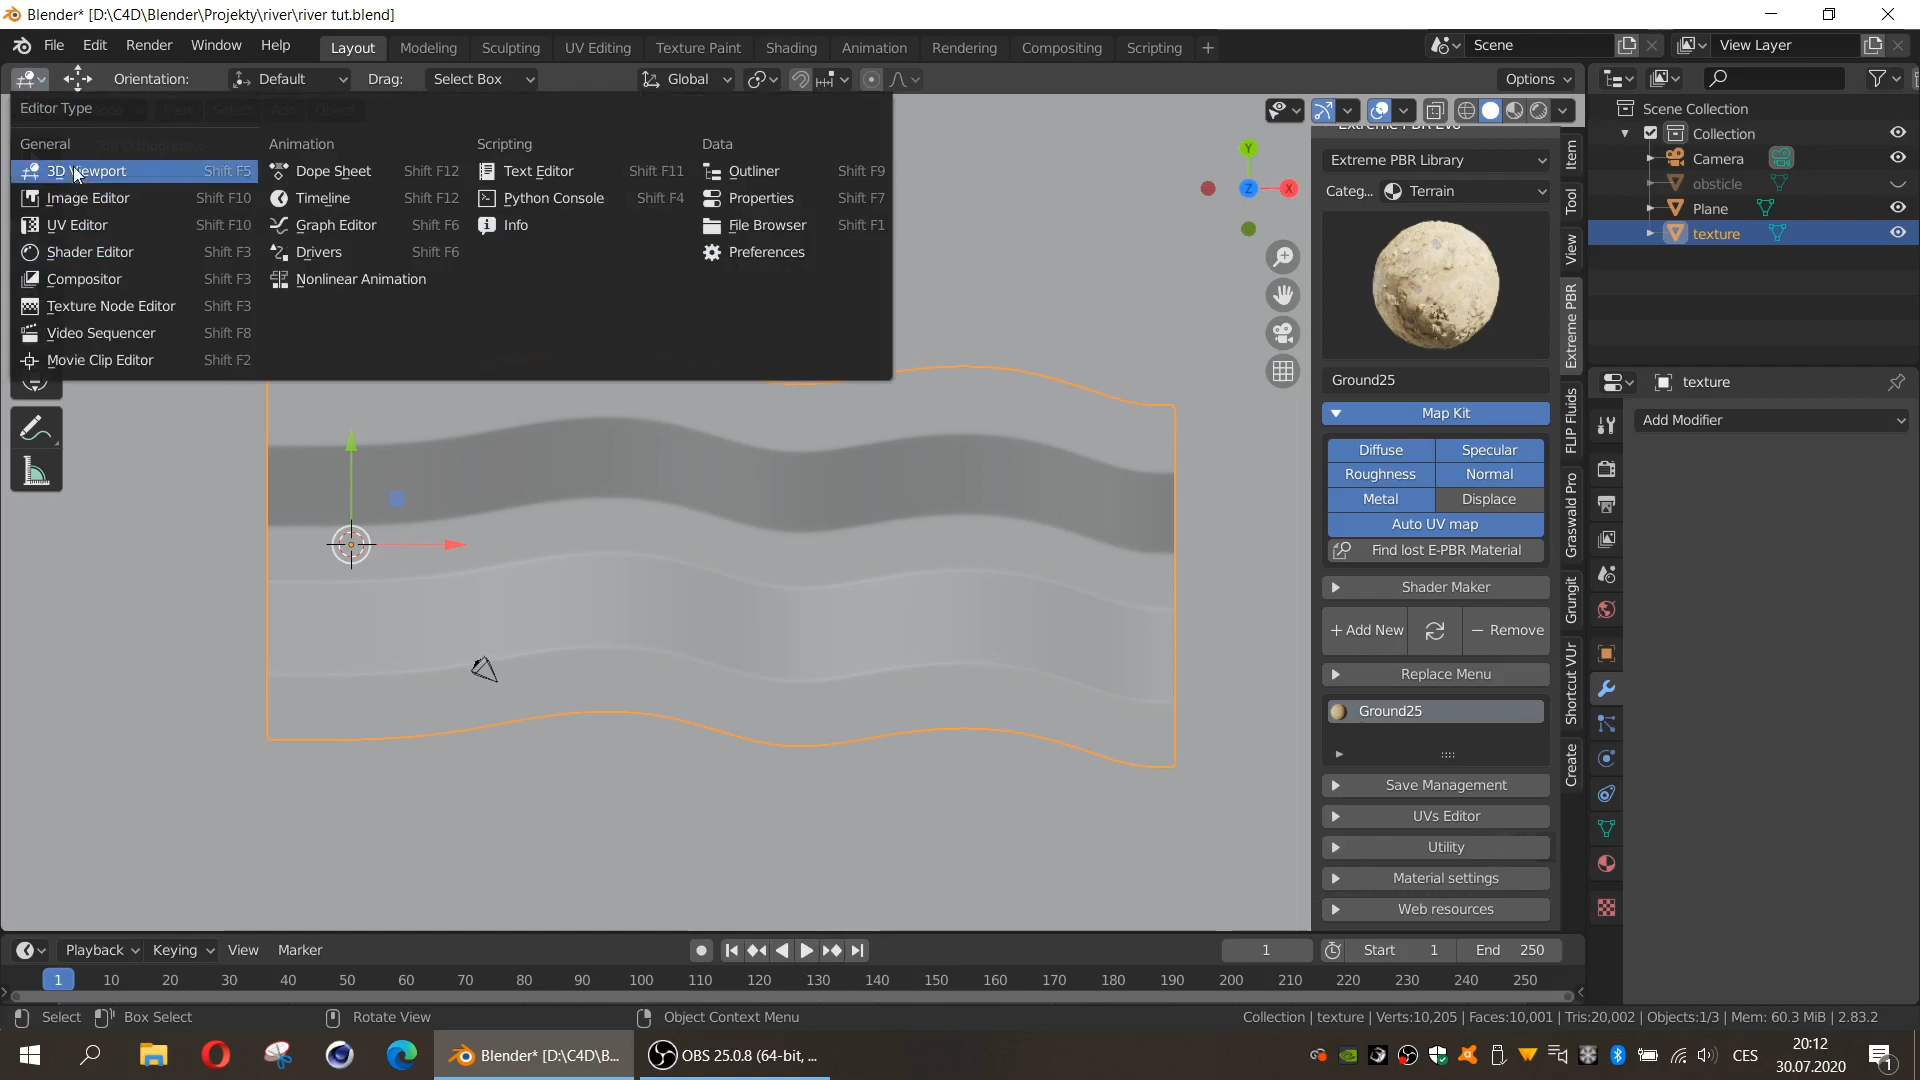 Blender* [D:\C4D\Blender\Projekty\river\river tut.blend]
File Edit Render Window Help Layout Modeling Sculpting UV Editing Texture Paint Shading Animation Rendering Compositing Scripting + Scene View Layer
Orientation: Default Drag: Select Box Global Options
Editor Type
General Animation Scripting Data
3D Viewport Shift F5 Dope Sheet Shift F12 Text Editor Shift F11 Outliner Shift F9
Image Editor Shift F10 Timeline Shift F12 Python Console Shift F4 Properties Shift F7
UV Editor Shift F10 Graph Editor Shift F6 Info File Browser Shift F1
Shader Editor Shift F3 Drivers Shift F6 Preferences
Compositor Shift F3 Nonlinear Animation
Texture Node Editor Shift F3
Video Sequencer Shift F8
Movie Clip Editor Shift F2
Y
Z X
Extreme PBR Evo
Extreme PBR Library
Categ... Terrain
Ground25
Map Kit
Diffuse Specular
Roughness Normal
Metal Displace
Auto UV map
Find lost E-PBR Material
Shader Maker
+ Add New − Remove
Replace Menu
Ground25
Save Management
UVs Editor
Utility
Material settings
Web resources
Item
Tool
View
Extreme PBR
FLIP Fluids
Graswald Pro
Grungit
Shortcut VUr
Create
Scene Collection
Collection
Camera
obsticle
Plane
texture
texture
Add Modifier
Playback Keying View Marker 1 Start 1 End 250
1 10 20 30 40 50 60 70 80 90 100 110 120 130 140 150 160 170 180 190 200 210 220 230 240 250
Select Box Select Rotate View Object Context Menu Collection | texture | Verts:10,205 | Faces:10,001 | Tris:20,002 | Objects:1/3 | Mem: 60.3 MiB | 2.83.2
Blender* [D:\C4D\B... OBS 25.0.8 (64-bit, ... CES 20:12
30.07.2020
1